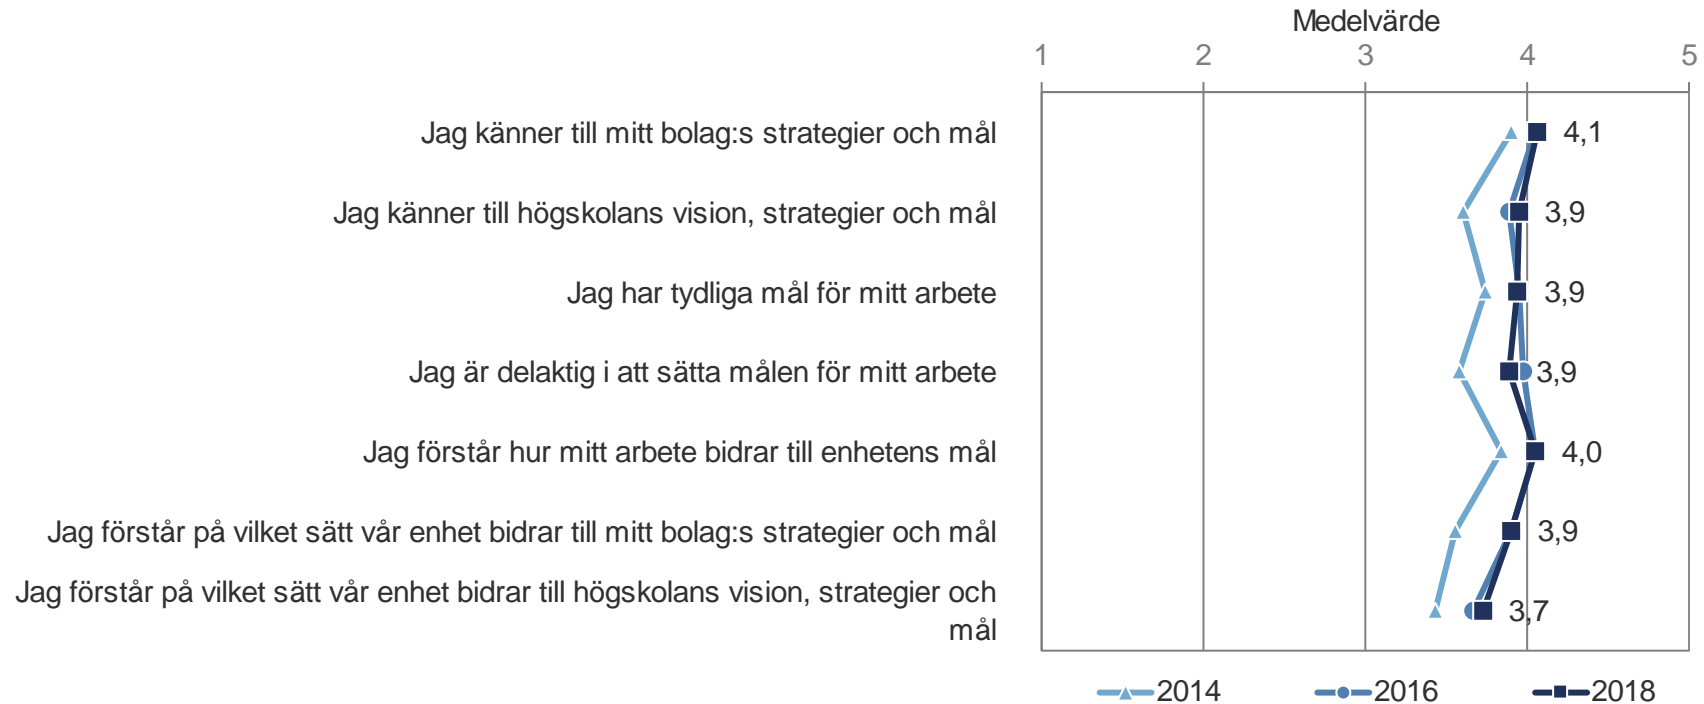 Medelvärde
1 2 3 4 5
Jag känner till mitt bolag:s strategier och mål 4,1
Jag känner till högskolans vision, strategier och mål 3,9
Jag har tydliga mål för mitt arbete 3,9
Jag är delaktig i att sätta målen för mitt arbete 3,9
Jag förstår hur mitt arbete bidrar till enhetens mål 4,0
Jag förstår på vilket sätt vår enhet bidrar till mitt bolag:s strategier och mål 3,9
Jag förstår på vilket sätt vår enhet bidrar till högskolans vision, strategier och
mål 3,7
2014 2016 2018